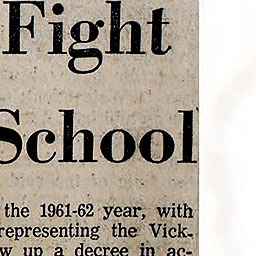 Fight
School
the 1961-62 year, with
representing the Vick-
w up a decree in ac-